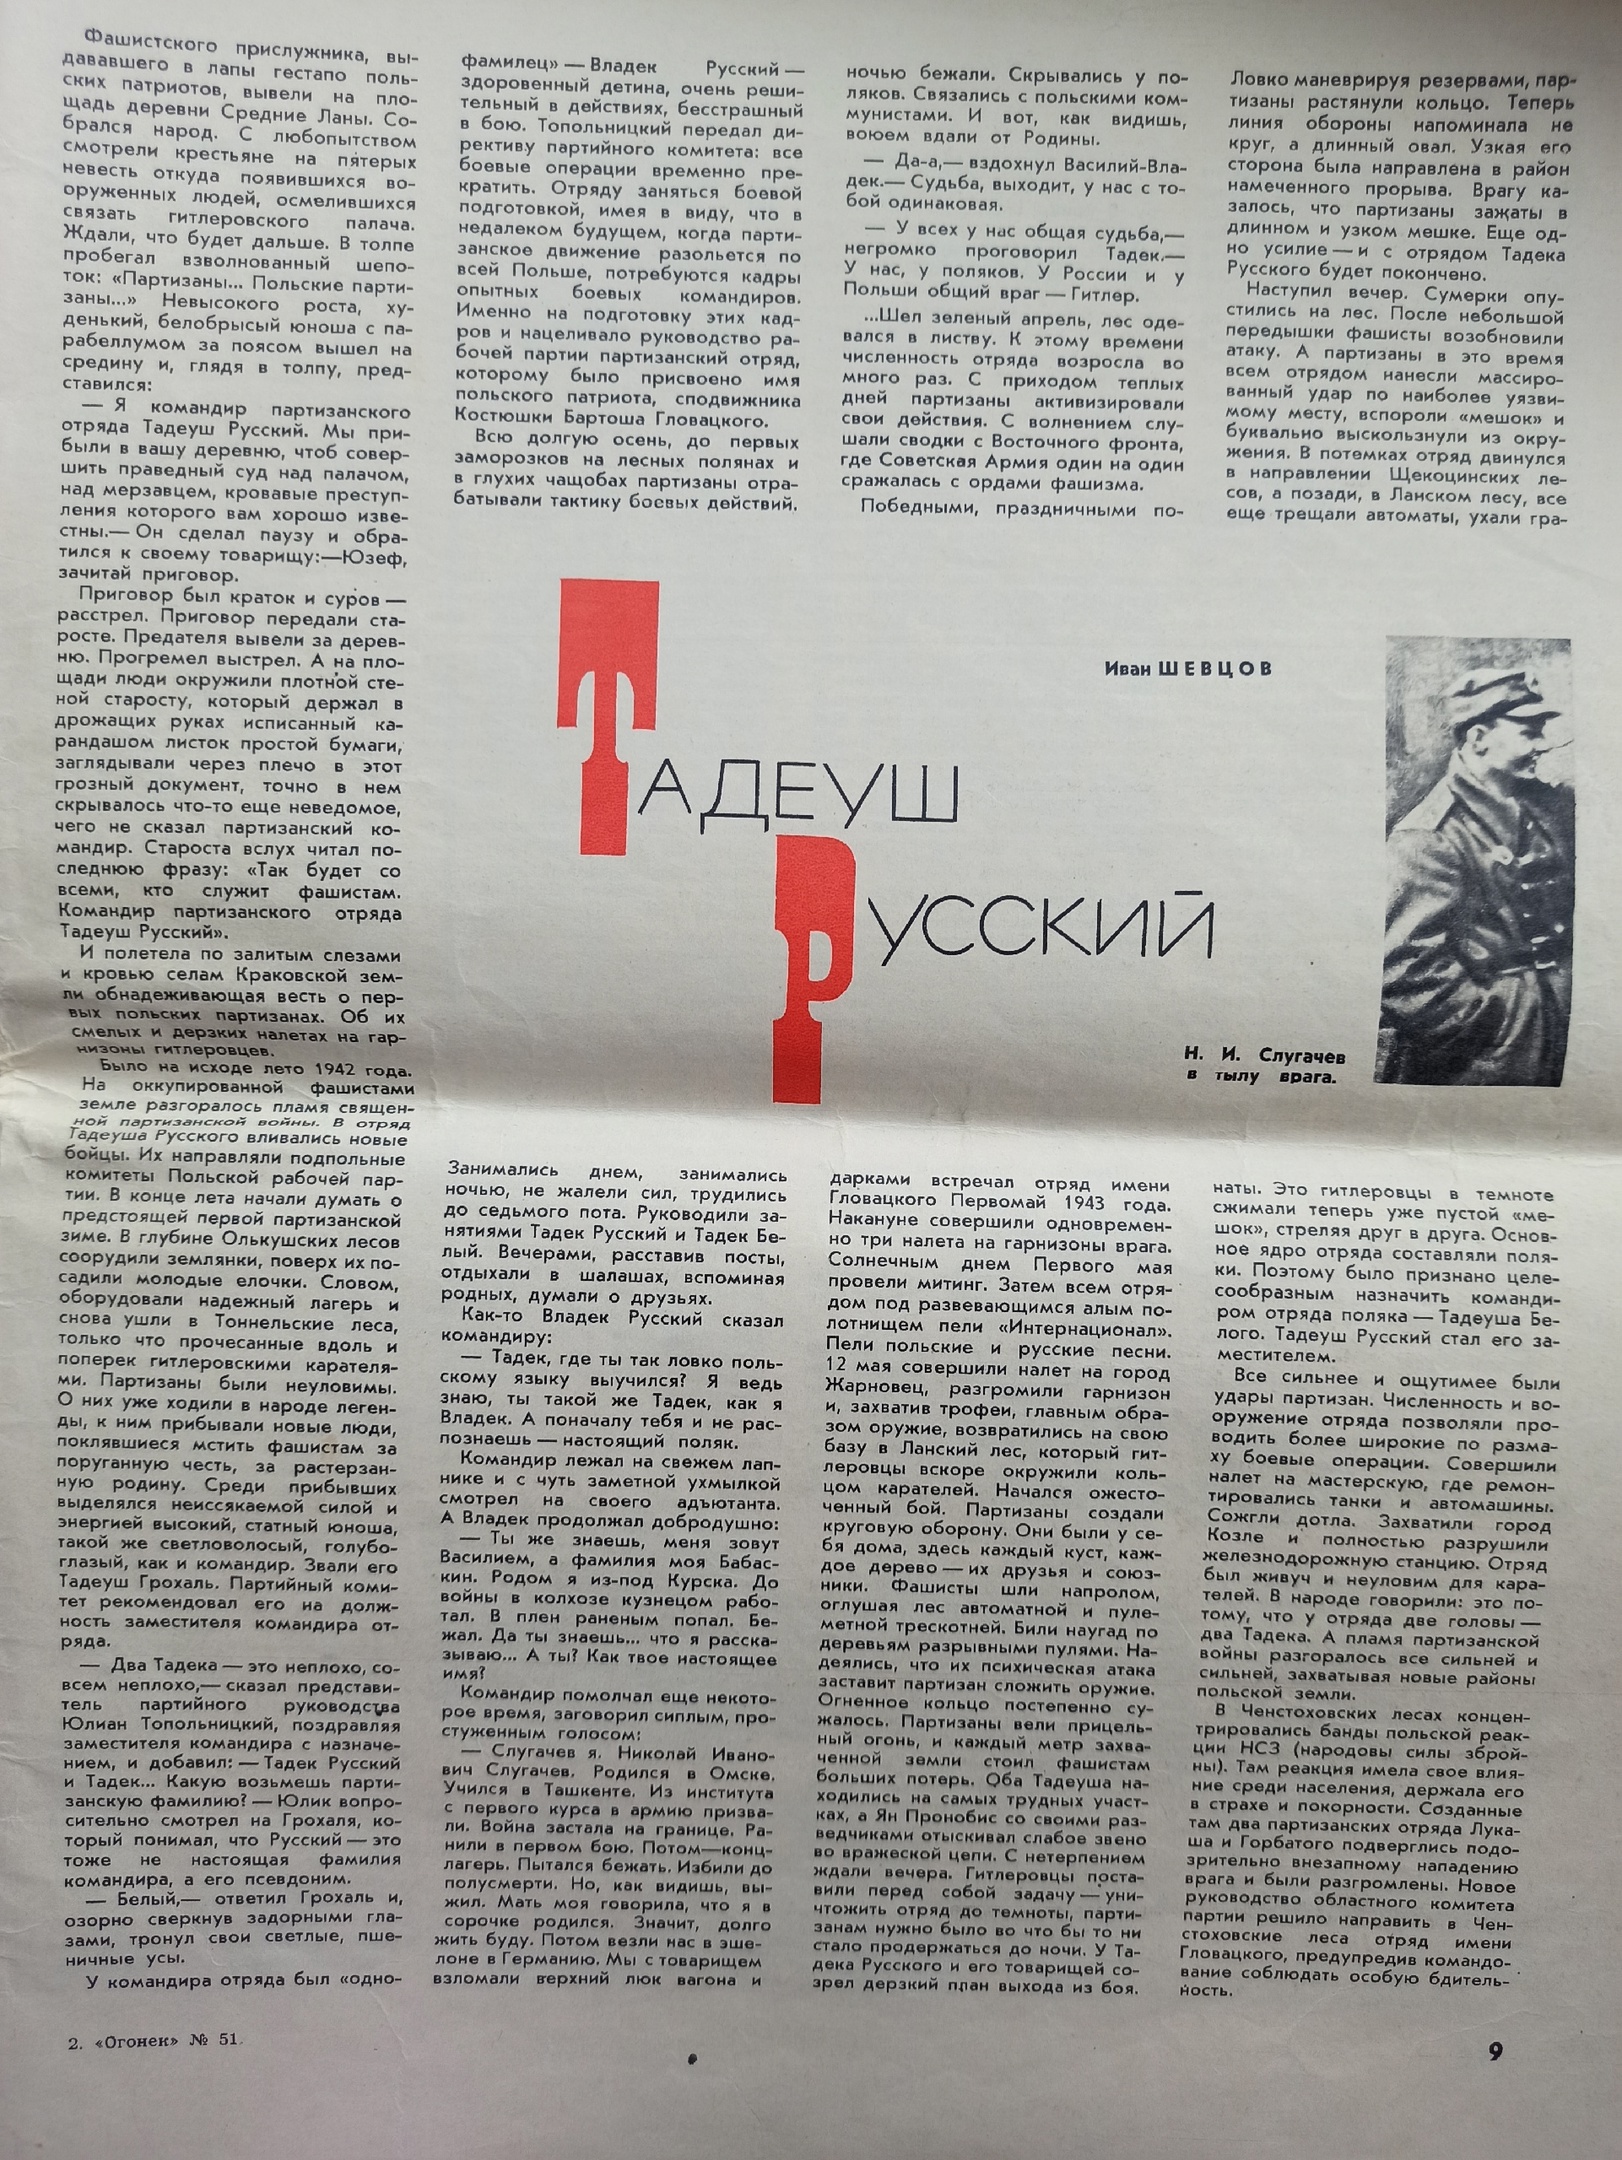 Фашистского прислужника, вы-
дававшего в лапы гестапо поль-
ских патриотов, вывели на пло-
щадь деревни Средние Ланы. Со-
брался народ. С любопытством
смотрели крестьяне на пятерых
невесть откуда появившихся во-
оруженных людей, осмелившихся
связать гитлеровского палача.
Ждали, что будет дальше. В толпе
пробегал взволнованный шепо-
ток: «Партизаны... Польские парти-
заны...» Невысокого роста, ху-
денький, белобрысый юноша с па-
рабеллумом за поясом вышел на
средину и, глядя в толпу, пред-
ставился:
— Я командир партизанского
отряда Тадеуш Русский. Мы при-
были в вашу деревню, чтоб совер-
шить праведный суд над палачом,
над мерзавцем, кровавые преступ-
ления которого вам хорошо изве-
стны.— Он сделал паузу и обра-
тился к своему товарищу:—Юзеф,
зачитай приговор.
Приговор был краток и суров —
расстрел. Приговор передали ста-
росте. Предателя вывели за дерев-
ню. Прогремел выстрел. А на пло-
щади люди окружили плотной сте-
ной старосту, который держал в
дрожащих руках исписанный ка-
рандашом листок простой бумаги,
заглядывали через плечо в этот
грозный документ, точно в нем
скрывалось что-то еще неведомое,
чего не сказал партизанский ко-
мандир. Староста вслух читал по-
следнюю фразу: «Так будет со
всеми, кто служит фашистам.
Командир партизанского отряда
Тадеуш Русский».
И полетела по залитым слезами
и кровью селам Краковской зем-
ли обнадеживающая весть о пер-
вых польских партизанах. Об их
смелых и дерзких налетах на гар-
низоны гитлеровцев.
Было на исходе лето 1942 года.
На оккупированной фашистами
земле разгоралось пламя священ-
ной партизанской войны. В отряд
Тадеуша Русского вливались новые
бойцы. Их направляли подпольные
комитеты Польской рабочей пар-
тии. В конце лета начали думать о
предстоящей первой партизанской
зиме. В глубине Олькушских лесов
соорудили землянки, поверх их по-
садили молодые елочки. Словом,
оборудовали надежный лагерь и
снова ушли в Тоннельские леса,
только что прочесанные вдоль и
поперек гитлеровскими карателя-
ми. Партизаны были неуловимы.
О них уже ходили в народе леген-
ды, к ним прибывали новые люди,
поклявшиеся мстить фашистам за
поруганную честь, за растерзан-
ную родину. Среди прибывших
выделялся неиссякаемой силой и
энергией высокий, статный юноша,
такой же светловолосый, голубо-
глазый, как и командир. Звали его
Тадеуш Грохаль. Партийный коми-
тет рекомендовал его на долж-
ность заместителя командира от-
ряда.
— Два Тадека — это неплохо, со-
всем неплохо,— сказал представи-
тель партийного руководства
Юлиан Топольницкий, поздравляя
заместителя командира с назначе-
нием, и добавил: — Тадек Русский
и Тадек... Какую возьмешь парти-
занскую фамилию? — Юлик вопро-
сительно смотрел на Грохаля, ко-
торый понимал, что Русский — это
тоже не настоящая фамилия
командира, а его псевдоним.
— Белый,— ответил Грохаль и,
озорно сверкнув задорными гла-
зами, тронул свои светлые, пше-
ничные усы.
У командира отряда был «одно-
фамилец» — Владек Русский —
здоровенный детина, очень реши-
тельный в действиях, бесстрашный
в бою. Топольницкий передал ди-
рективу партийного комитета: все
боевые операции временно пре-
кратить. Отряду заняться боевой
подготовкой, имея в виду, что в
недалеком будущем, когда парти-
занское движение разольется по
всей Польше, потребуются кадры
опытных боевых командиров.
Именно на подготовку этих кад-
ров и нацеливало руководство ра-
бочей партии партизанский отряд,
которому было присвоено имя
польского патриота, сподвижника
Костюшки Бартоша Гловацкого.
Всю долгую осень, до первых
заморозков на лесных полянах и
в глухих чащобах партизаны отра-
батывали тактику боевых действий.
ночью бежали. Скрывались у по-
ляков. Связались с польскими ком-
мунистами. И вот, как видишь,
воюем вдали от Родины.
— Да-а,— вздохнул Василий-Вла-
дек.— Судьба, выходит, у нас с то-
бой одинаковая.
— У всех у нас общая судьба,—
негромко проговорил Тадек.—
У нас, у поляков. У России и у
Польши общий враг — Гитлер.
...Шел зеленый апрель, лес оде-
вался в листву. К этому времени
численность отряда возросла во
много раз. С приходом теплых
дней партизаны активизировали
свои действия. С волнением слу-
шали сводки с Восточного фронта,
где Советская Армия один на один
сражалась с ордами фашизма.
Победными, праздничными по-
Ловко маневрируя резервами, пар-
тизаны растянули кольцо. Теперь
линия обороны напоминала не
круг, а длинный овал. Узкая его
сторона была направлена в район
намеченного прорыва. Врагу ка-
залось, что партизаны зажаты в
длинном и узком мешке. Еще од-
но усилие — и с отрядом Тадека
Русского будет покончено.
Наступил вечер. Сумерки опу-
стились на лес. После небольшой
передышки фашисты возобновили
атаку. А партизаны в это время
всем отрядом нанесли массиро-
ванный удар по наиболее уязви-
мому месту, вспороли «мешок» и
буквально выскользнули из окру-
жения. В потемках отряд двинулся
в направлении Щекоцинских ле-
сов, а позади, в Ланском лесу, все
еще трещали автоматы, ухали гра-
Иван ШЕВЦОВ
ТАДЕУШ
РУССКИЙ
Н. И. Слугачев
в тылу врага.
Занимались днем, занимались
ночью, не жалели сил, трудились
до седьмого пота. Руководили за-
нятиями Тадек Русский и Тадек Бе-
лый. Вечерами, расставив посты,
отдыхали в шалашах, вспоминая
родных, думали о друзьях.
Как-то Владек Русский сказал
командиру:
— Тадек, где ты так ловко поль-
скому языку выучился? Я ведь
знаю, ты такой же Тадек, как я
Владек. А поначалу тебя и не рас-
познаешь — настоящий поляк.
Командир лежал на свежем лап-
нике и с чуть заметной ухмылкой
смотрел на своего адъютанта.
А Владек продолжал добродушно:
— Ты же знаешь, меня зовут
Василием, а фамилия моя Бабас-
кин. Родом я из-под Курска. До
войны в колхозе кузнецом рабо-
тал. В плен раненым попал. Бе-
жал. Да ты знаешь... что я расска-
зываю... А ты? Как твое настоящее
имя?
Командир помолчал еще некото-
рое время, заговорил сиплым, про-
стуженным голосом:
— Слугачев я. Николай Ивано-
вич Слугачев. Родился в Омске.
Учился в Ташкенте. Из института
с первого курса в армию призва-
ли. Война застала на границе. Ра-
нили в первом бою. Потом—конц-
лагерь. Пытался бежать. Избили до
полусмерти. Но, как видишь, вы-
жил. Мать моя говорила, что я в
сорочке родился. Значит, долго
жить буду. Потом везли нас в эше-
лоне в Германию. Мы с товарищем
взломали верхний люк вагона и
дарками встречал отряд имени
Гловацкого Первомай 1943 года.
Накануне совершили одновремен-
но три налета на гарнизоны врага.
Солнечным днем Первого мая
провели митинг. Затем всем отря-
дом под развевающимся алым по-
лотнищем пели «Интернационал».
Пели польские и русские песни.
12 мая совершили налет на город
Жарновец, разгромили гарнизон
и, захватив трофеи, главным обра-
зом оружие, возвратились на свою
базу в Ланский лес, который гит-
леровцы вскоре окружили коль-
цом карателей. Начался ожесто-
ченный бой. Партизаны создали
круговую оборону. Они были у се-
бя дома, здесь каждый куст, каж-
дое дерево — их друзья и союз-
ники. Фашисты шли напролом,
оглушая лес автоматной и пуле-
метной трескотней. Били наугад по
деревьям разрывными пулями. На-
деялись, что их психическая атака
заставит партизан сложить оружие.
Огненное кольцо постепенно су-
жалось. Партизаны вели прицель-
ный огонь, и каждый метр захва-
ченной земли стоил фашистам
больших потерь. Оба Тадеуша на-
ходились на самых трудных участ-
ках, а Ян Пронобис со своими раз-
ведчиками отыскивал слабое звено
во вражеской цепи. С нетерпением
ждали вечера. Гитлеровцы поста-
вили перед собой задачу — уни-
чтожить отряд до темноты, парти-
занам нужно было во что бы то ни
стало продержаться до ночи. У Та-
дека Русского и его товарищей со-
зрел дерзкий план выхода из боя.
наты. Это гитлеровцы в темноте
сжимали теперь уже пустой «ме-
шок», стреляя друг в друга. Основ-
ное ядро отряда составляли поля-
ки. Поэтому было признано целе-
сообразным назначить команди-
ром отряда поляка — Тадеуша Бе-
лого. Тадеуш Русский стал его за-
местителем.
Все сильнее и ощутимее были
удары партизан. Численность и во-
оружение отряда позволяли про-
водить более широкие по разма-
ху боевые операции. Совершили
налет на мастерскую, где ремон-
тировались танки и автомашины.
Сожгли дотла. Захватили город
Козле и полностью разрушили
железнодорожную станцию. Отряд
был живуч и неуловим для кара-
телей. В народе говорили: это по-
тому, что у отряда две головы —
два Тадека. А пламя партизанской
войны разгоралось все сильней и
сильней, захватывая новые районы
польской земли.
В Ченстоховских лесах концен-
трировались банды польской реак-
ции НСЗ (народовы силы зброй-
ны). Там реакция имела свое влия-
ние среди населения, держала его
в страхе и покорности. Созданные
там два партизанских отряда Лука-
ша и Горбатого подверглись подо-
зрительно внезапному нападению
врага и были разгромлены. Новое
руководство областного комитета
партии решило направить в Чен-
стоховские леса отряд имени
Гловацкого, предупредив командо-
вание соблюдать особую бдитель-
ность.
2. «Огонек» № 51.
9